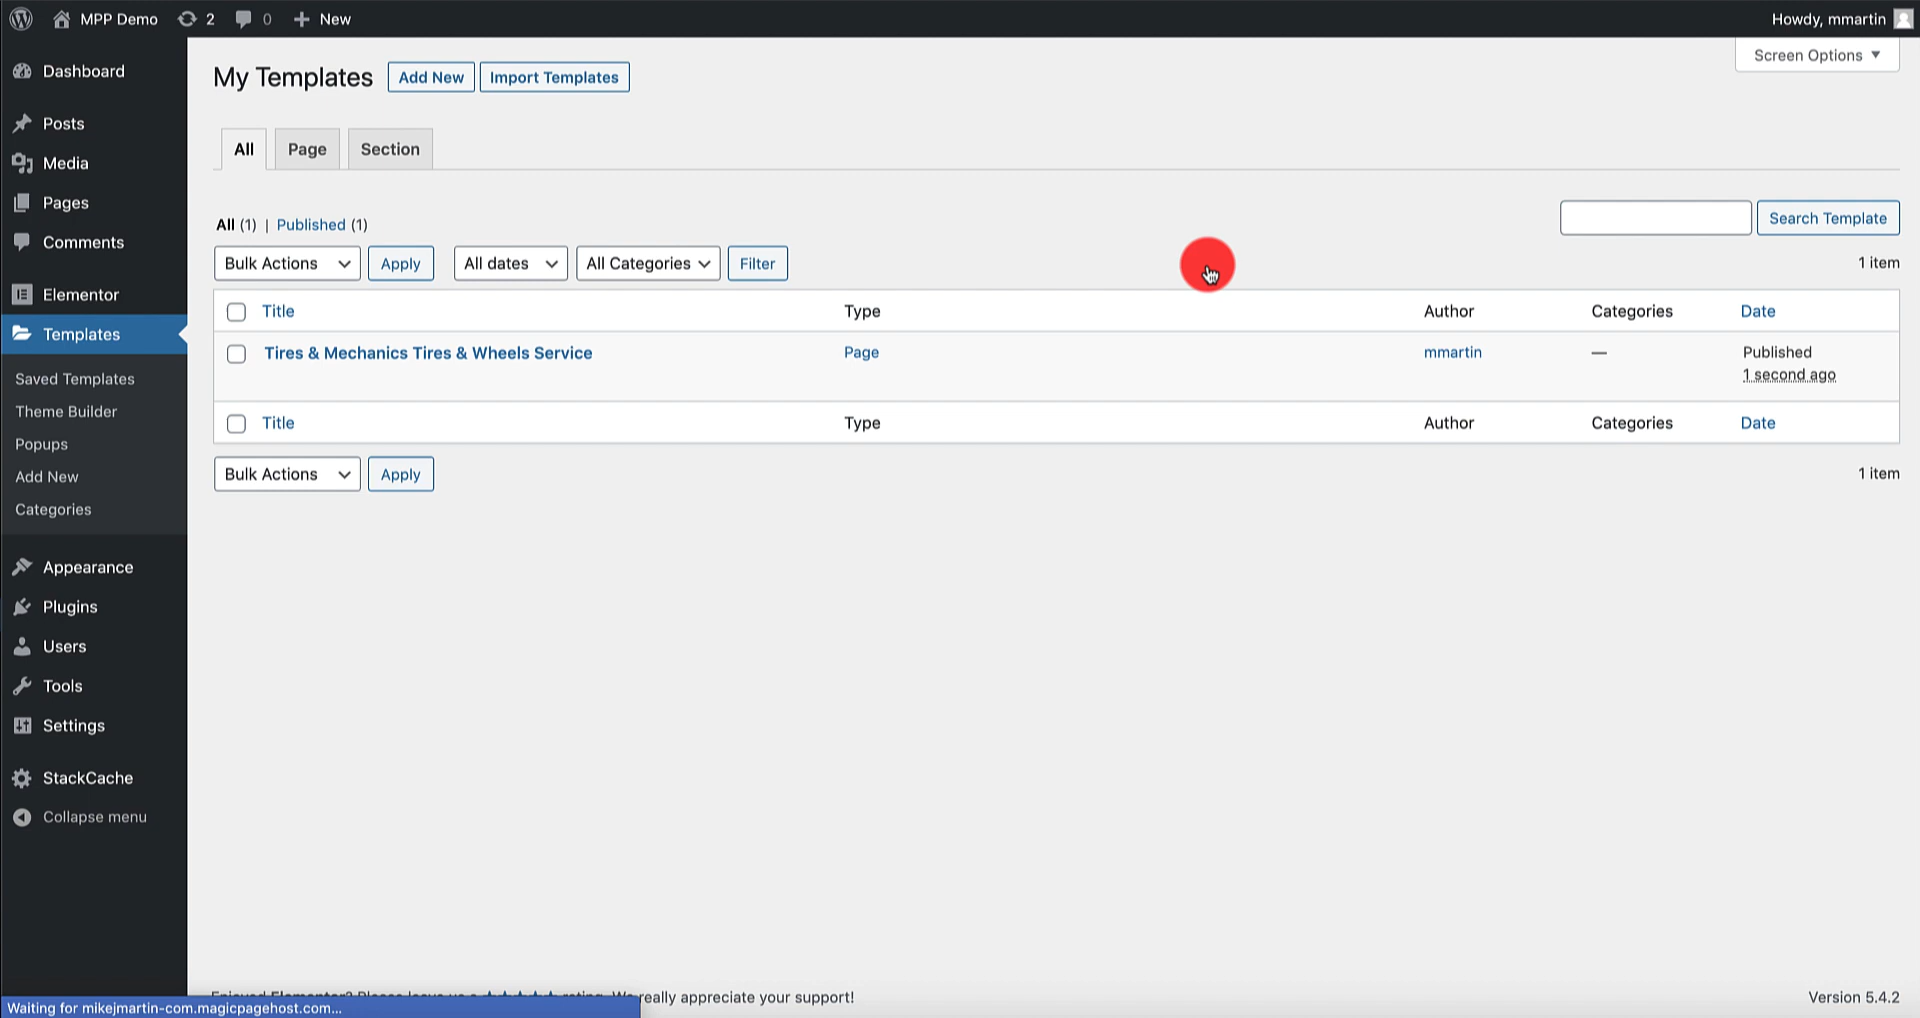 MPP Demo 2 0 New Howdy, mmartin
Screen Options
Dashboard
Posts
Media
Pages
Comments
Elementor
Templates
Saved Templates
Theme Builder
Popups
Add New
Categories
Appearance
Plugins
Users
Tools
Settings
StackCache
Collapse menu
My Templates Add New Import Templates
All Page Section
All (1) | Published (1)
Search Template
Bulk Actions Apply All dates All Categories Filter 1 item
Title Type Author Categories Date
Tires & Mechanics Tires & Wheels Service Page mmartin — Published
1 second ago
Title Type Author Categories Date
Bulk Actions Apply 1 item
really appreciate your support! Version 5.4.2
Waiting for mikejmartin-com.magicpagehost.com...